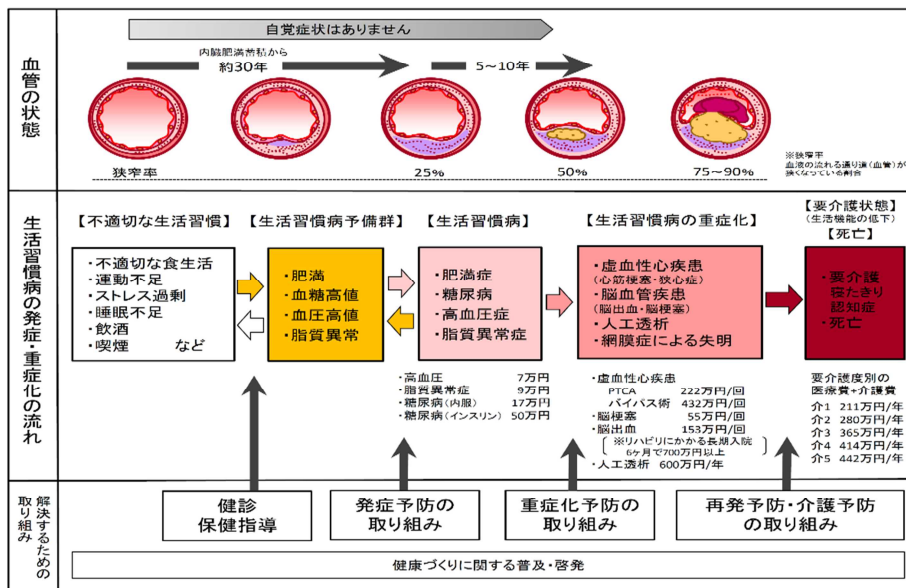 血管の状態
自覚症状はありません
内臓肥満蓄積から
約30年
5～10年
狭窄率
25%
50%
75～90%
※狭窄率
血液の流れる通り道(血管)が
狭くなっている割合
生活習慣病の発症・重症化の流れ
【不適切な生活習慣】
・不適切な食生活
・運動不足
・ストレス過剰
・睡眠不足
・飲酒
・喫煙 など
【生活習慣病予備群】
・肥満
・血糖高値
・血圧高値
・脂質異常
【生活習慣病】
・肥満症
・糖尿病
・高血圧症
・脂質異常症
・高血圧 7万円
・脂質異常症 9万円
・糖尿病(内服) 17万円
・糖尿病(インスリン) 50万円
【生活習慣病の重症化】
・虚血性心疾患
(心筋梗塞・狭心症)
・脳血管疾患
(脳出血・脳梗塞)
・人工透析
・網膜症による失明
・虚血性心疾患
PTCA 222万円/回
バイパス術 432万円/回
・脳梗塞 55万円/回
・脳出血 153万円/回
※リハビリにかかる長期入院
6ヶ月で700万円以上
・人工透析 600万円/年
【要介護状態】
(生活機能の低下)
【死亡】
・要介護
寝たきり
認知症
・死亡
要介護度別の
医療費+介護費
介1 211万円/年
介2 280万円/年
介3 365万円/年
介4 414万円/年
介5 442万円/年
解決するための
取り組み
健診
保健指導
発症予防の
取り組み
重症化予防の
取り組み
再発予防・介護予防
の取り組み
健康づくりに関する普及・啓発